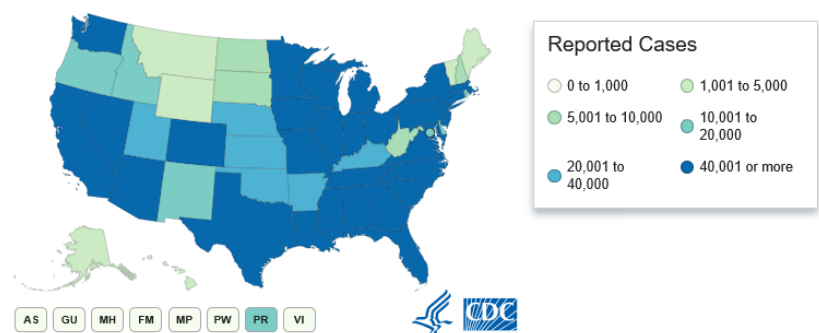 Reported Cases
0 to 1,000
1,001 to 5,000
5,001 to 10,000
10,001 to
20,000
20,001 to
40,000
40,001 or more
AS GU MH FM MP PW PR VI
CDC